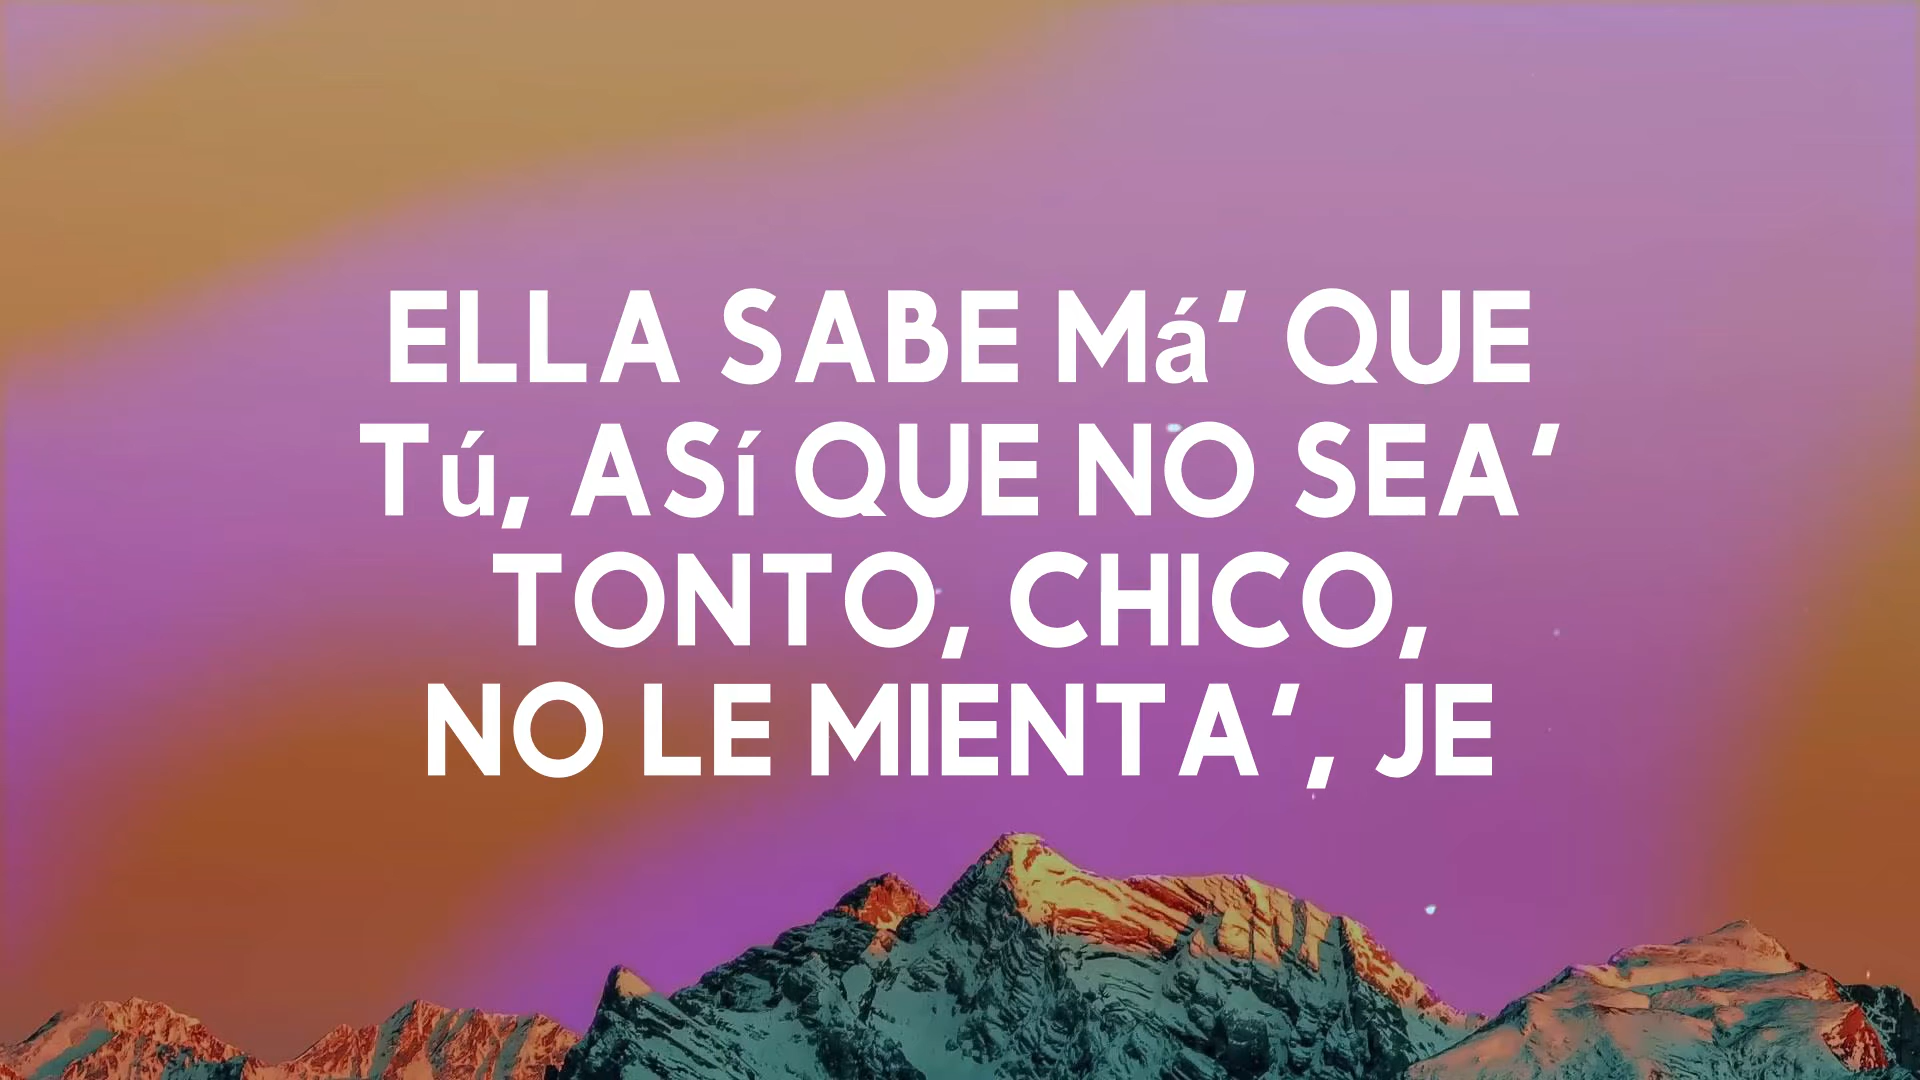 ELLA SABE Má' QUE
Tú, ASí QUE NO SEA'
TONTO, CHICO,
NO LE MIENTA', JE